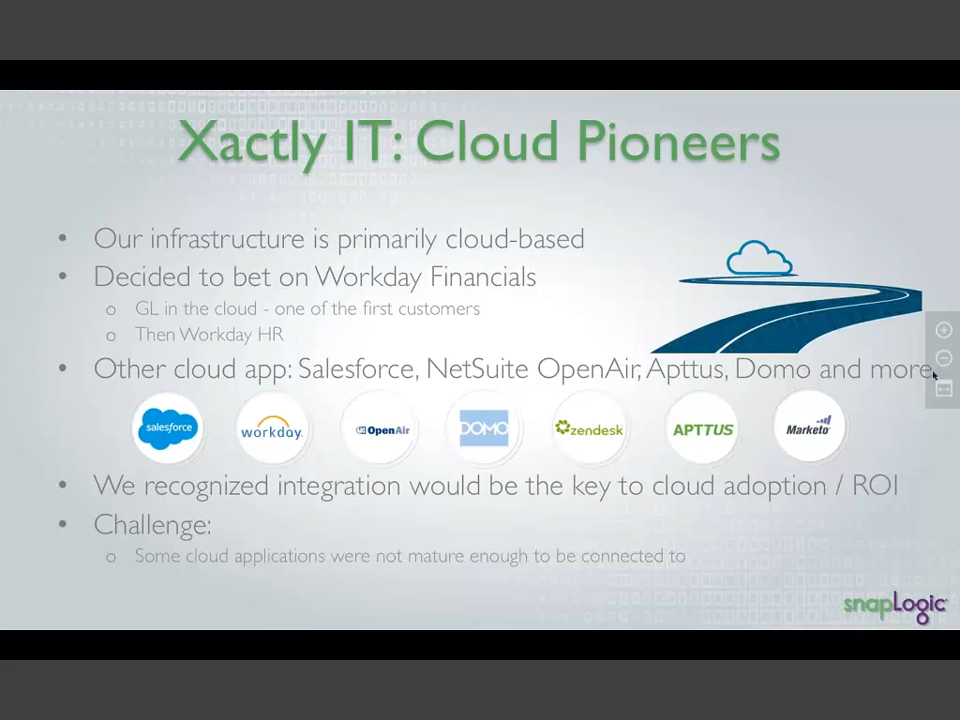 Xactly IT: Cloud Pioneers
• Our infrastructure is primarily cloud-based
• Decided to bet on Workday Financials
o GL in the cloud - one of the first customers
o Then Workday HR
• Other cloud app: Salesforce, NetSuite OpenAir, Apttus, Domo and more
salesforce workday. OpenAir DOMO zendesk APTTUS Marketo
• We recognized integration would be the key to cloud adoption / ROI
• Challenge:
o Some cloud applications were not mature enough to be connected to
snapLogic